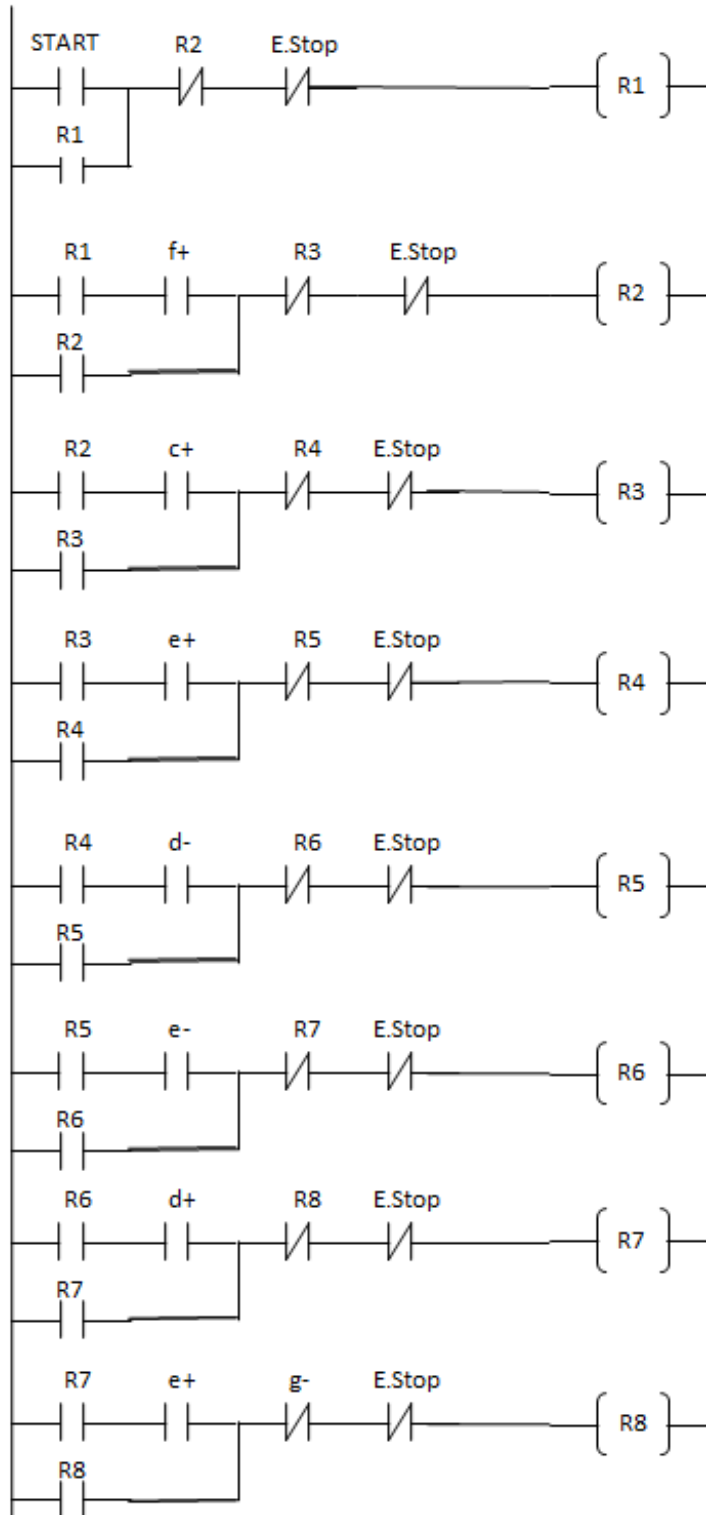 START R2 E.Stop
R1
R1
R1 f+ R3 E.Stop
R2
R2
R2 c+ R4 E.Stop
R3
R3
R3 e+ R5 E.Stop
R4
R4
R4 d- R6 E.Stop
R5
R5
R5 e- R7 E.Stop
R6
R6
R6 d+ R8 E.Stop
R7
R7
R7 e+ g- E.Stop
R8
R8